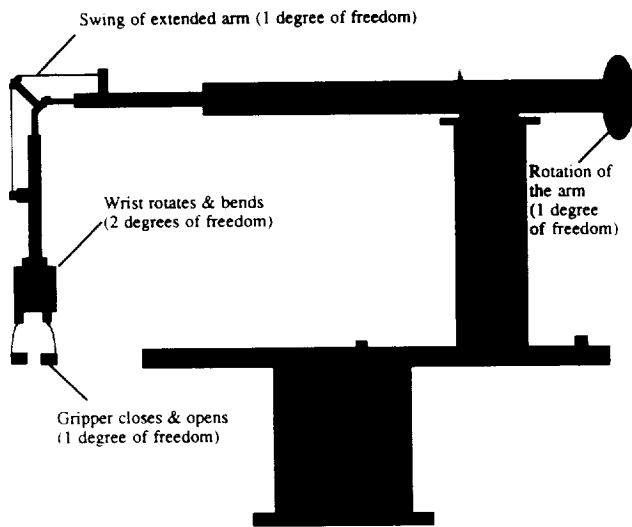 Swing of extended arm (1 degree of freedom)
Rotation of
the arm
(1 degree
of freedom)
Wrist rotates & bends
(2 degrees of freedom)
Gripper closes & opens
(1 degree of freedom)